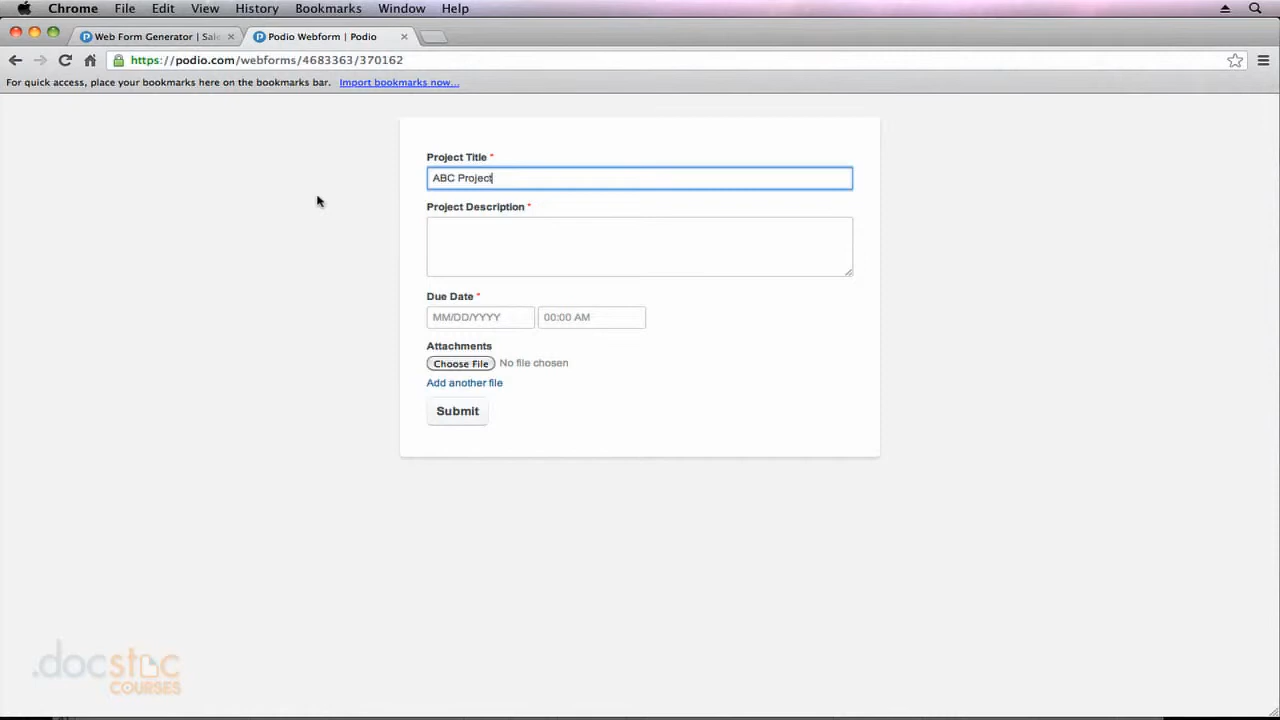 Chrome File Edit View History Bookmarks Window Help
Web Form Generator | Sale
Podio Webform | Podio
https://podio.com/webforms/4683363/370162
For quick access, place your bookmarks here on the bookmarks bar. Import bookmarks now...
Project Title *
ABC Project
Project Description *
Due Date *
MM/DD/YYYY 00:00 AM
Attachments
Choose File No file chosen
Add another file
Submit
.docstoc
COURSES